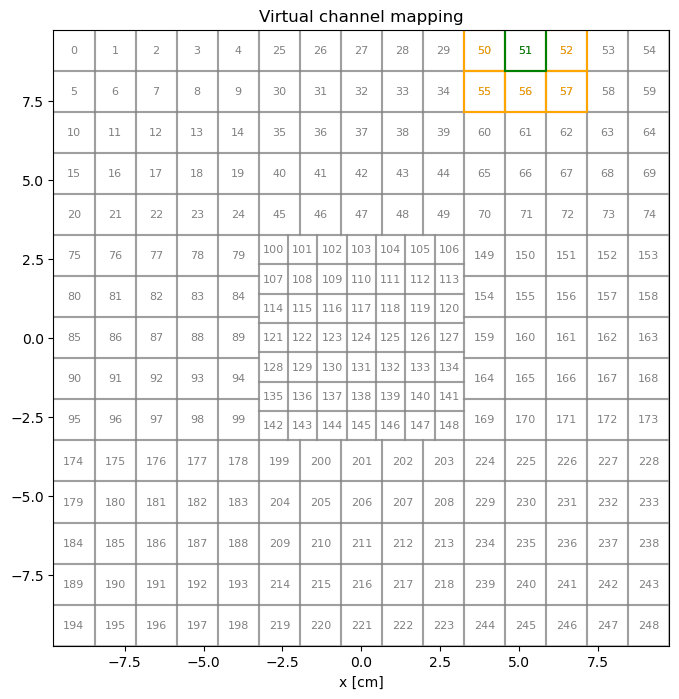 Virtual channel mapping
0 1 2 3 4 25 26 27 28 29 50 51 52 53 54
7.5 5 6 7 8 9 30 31 32 33 34 55 56 57 58 59
10 11 12 13 14 35 36 37 38 39 60 61 62 63 64
5.0 15 16 17 18 19 40 41 42 43 44 65 66 67 68 69
20 21 22 23 24 45 46 47 48 49 70 71 72 73 74
2.5 75 76 77 78 79 100 101 102 103 104 105 106 149 150 151 152 153
107 108 109 110 111 112 113
80 81 82 83 84 114 115 116 117 118 119 120 154 155 156 157 158
0.0 85 86 87 88 89 121 122 123 124 125 126 127 159 160 161 162 163
90 91 92 93 94 128 129 130 131 132 133 134 164 165 166 167 168
135 136 137 138 139 140 141
−2.5 95 96 97 98 99 142 143 144 145 146 147 148 169 170 171 172 173
174 175 176 177 178 199 200 201 202 203 224 225 226 227 228
−5.0 179 180 181 182 183 204 205 206 207 208 229 230 231 232 233
184 185 186 187 188 209 210 211 212 213 234 235 236 237 238
−7.5 189 190 191 192 193 214 215 216 217 218 239 240 241 242 243
194 195 196 197 198 219 220 221 222 223 244 245 246 247 248
−7.5 −5.0 −2.5 0.0 2.5 5.0 7.5
x [cm]